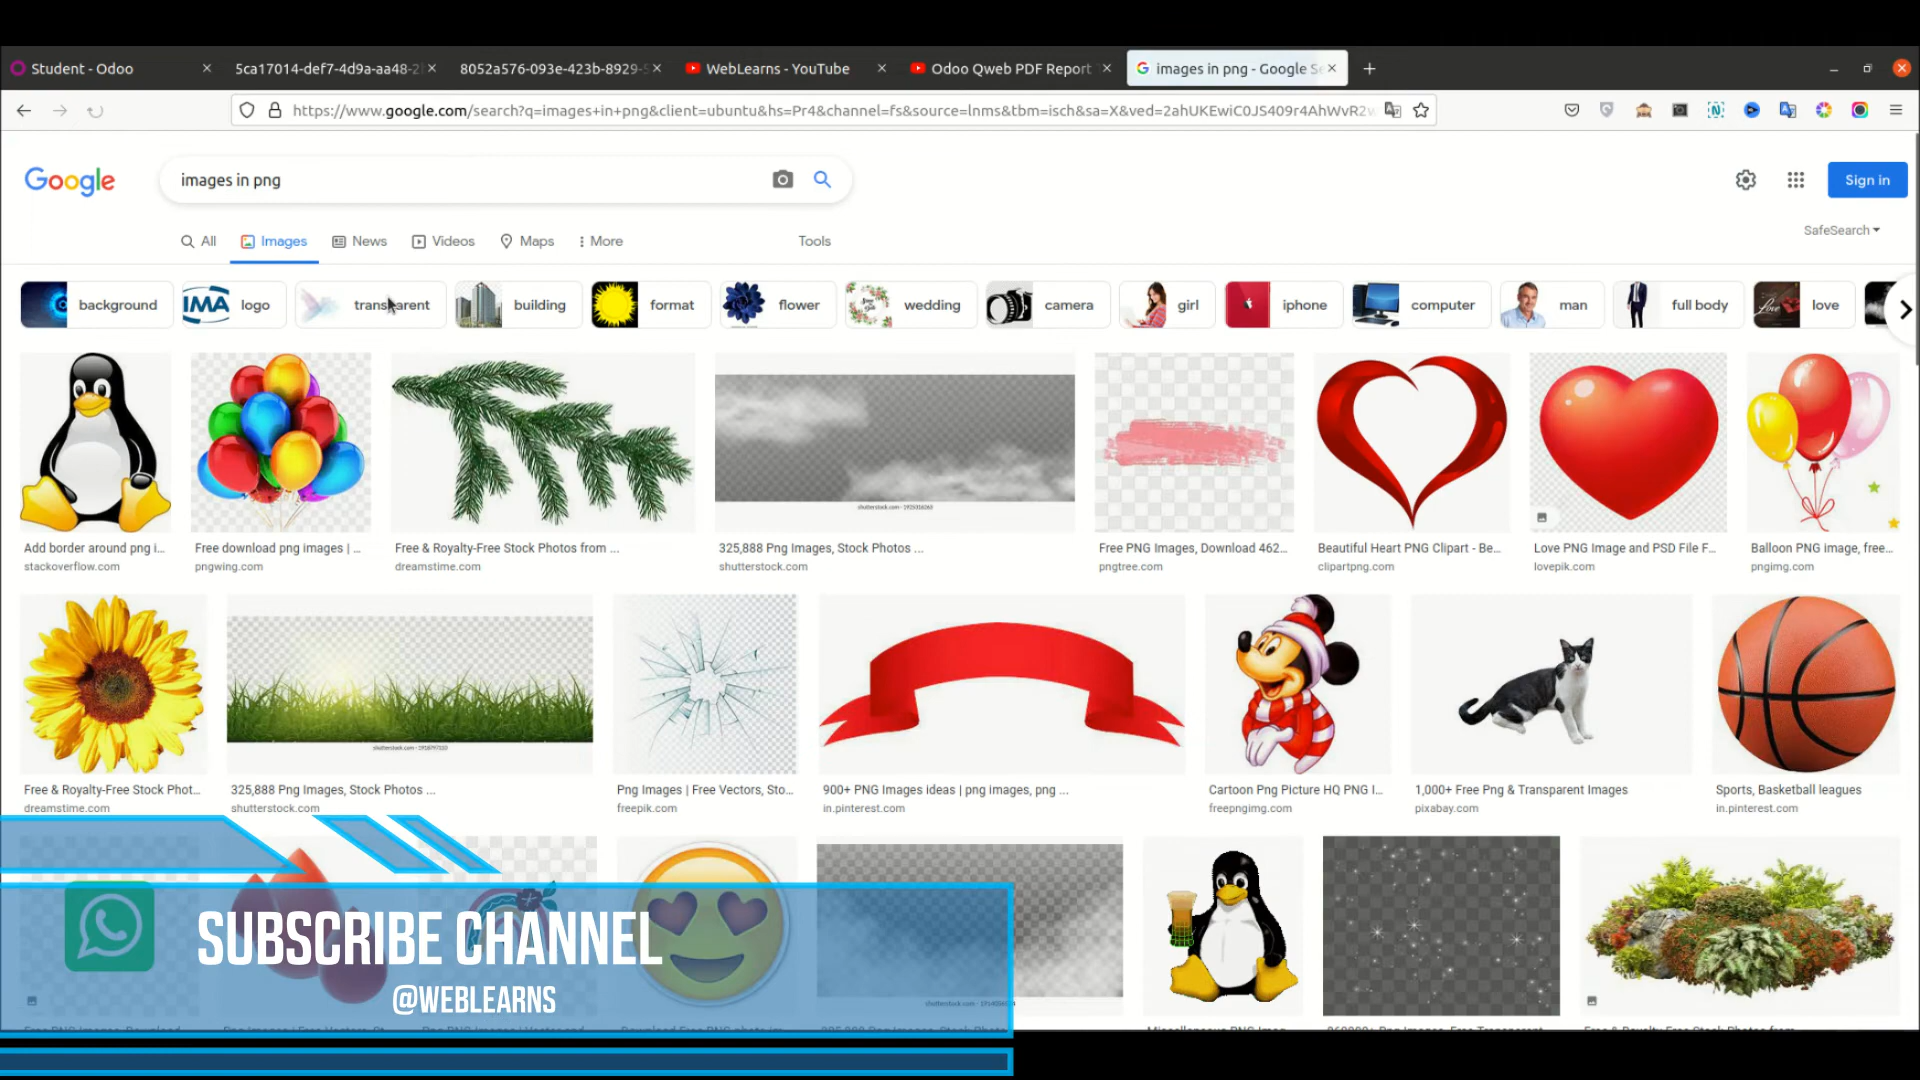 Student - Odoo
5ca17014-def7-4d9a-aa48-2
8052a576-093e-423b-8929-
WebLearns - YouTube
Odoo Qweb PDF Report
images in png - Google Se
https://www.google.com/search?q=images+in+png&client=ubuntu&hs=Pr4&channel=fs&source=lnms&tbm=isch&sa=X&ved=2ahUKEwiC0JS409r4AhWvR2w
Google
images in png
Sign in
All
Images
News
Videos
Maps
More
Tools
SafeSearch
background
IMA
logo
transparent
building
format
flower
wedding
camera
girl
iphone
computer
man
full body
Love
love
shutterstock.com
Add border around png i...
Free download png images | ...
Free & Royalty-Free Stock Photos from ...
325,888 Png Images, Stock Photos ...
Free PNG Images, Download 462...
Beautiful Heart PNG Clipart - Be...
Love PNG Image and PSD File F...
Balloon PNG image, free...
stackoverflow.com
pngwing.com
dreamstime.com
shutterstock.com
pngtree.com
clipartpng.com
lovepik.com
pngimg.com
shutterstock.com
Free & Royalty-Free Stock Phot...
325,888 Png Images, Stock Photos ...
Png Images | Free Vectors, Sto...
900+ PNG Images ideas | png images, png ...
Cartoon Png Picture HQ PNG I...
1,000+ Free Png & Transparent Images
Sports, Basketball leagues
dreamstime.com
shutterstock.com
freepik.com
in.pinterest.com
freepngimg.com
pixabay.com
in.pinterest.com
SUBSCRIBE CHANNEL
@WEBLEARNS